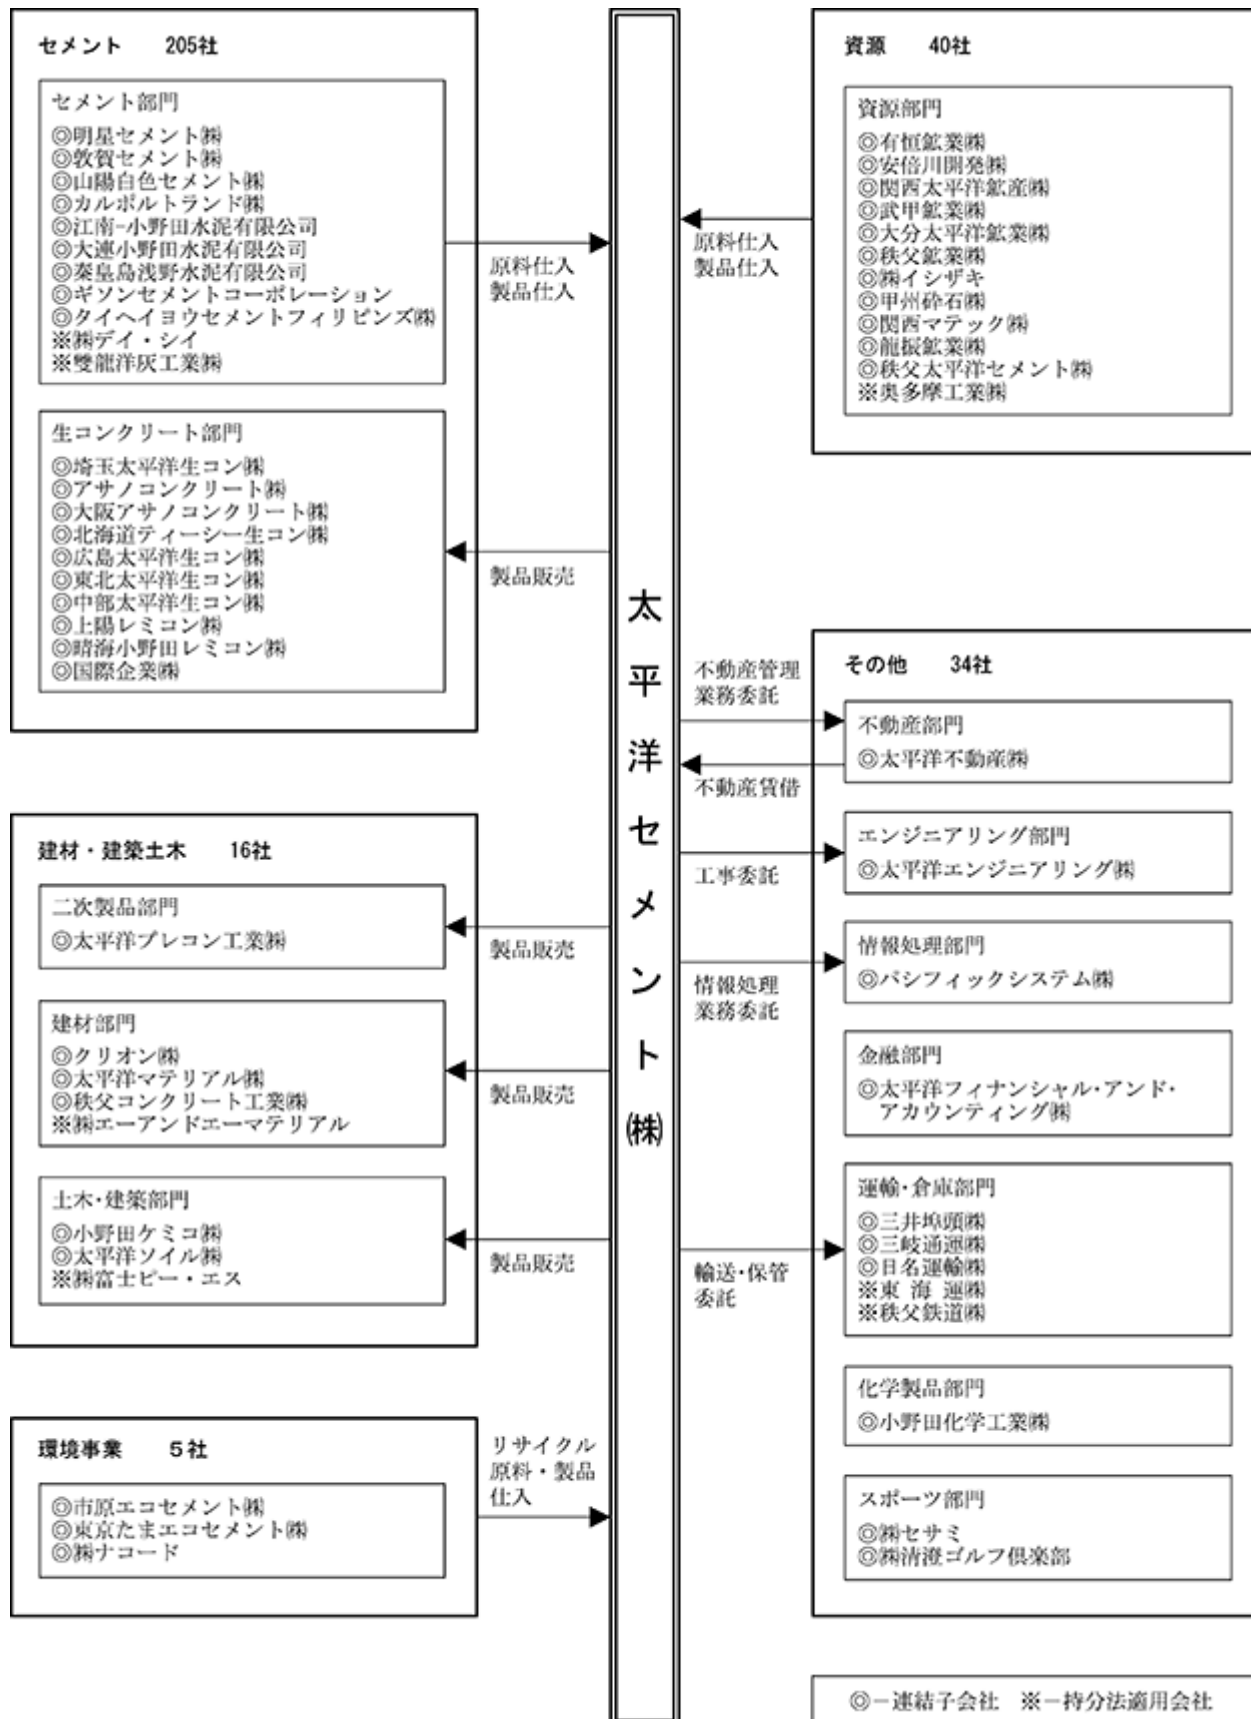 セメント 205社
セメント部門
◎明星セメント㈱
◎敦賀セメント㈱
◎山陽白色セメント㈱
◎カルポルトランド㈱
◎江南-小野田水泥有限公司
◎大連小野田水泥有限公司
◎秦皇島浅野水泥有限公司
◎ギソンセメントコーポレーション
◎タイヘイヨウセメントフィリピンズ㈱
※㈱デイ・シイ
※雙龍洋灰工業㈱
原料仕入
製品仕入
生コンクリート部門
◎埼玉太平洋生コン㈱
◎アサノコンクリート㈱
◎大阪アサノコンクリート㈱
◎北海道ティーシー生コン㈱
◎広島太平洋生コン㈱
◎東北太平洋生コン㈱
◎中部太平洋生コン㈱
◎上陽レミコン㈱
◎晴海小野田レミコン㈱
◎国際企業㈱
製品販売
建材・建築土木 16社
二次製品部門
◎太平洋プレコン工業㈱
製品販売
建材部門
◎クリオン㈱
◎太平洋マテリアル㈱
◎秩父コンクリート工業㈱
※㈱エーアンドエーマテリアル
製品販売
土木・建築部門
◎小野田ケミコ㈱
◎太平洋ソイル㈱
※㈱富士ピー・エス
製品販売
環境事業 5社
◎市原エコセメント㈱
◎東京たまエコセメント㈱
◎㈱ナコード
リサイクル
原料・製品
仕入
太平洋セメント㈱
資源 40社
資源部門
◎有恒鉱業㈱
◎安倍川開発㈱
◎関西太平洋鉱産㈱
◎武甲鉱業㈱
◎大分太平洋鉱業㈱
◎秩父鉱業㈱
◎㈱イシザキ
◎甲州砕石㈱
◎関西マテック㈱
◎龍振鉱業㈱
◎秩父太平洋セメント㈱
※奥多摩工業㈱
原料仕入
製品仕入
その他 34社
不動産管理
業務委託
不動産部門
◎太平洋不動産㈱
不動産賃借
エンジニアリング部門
◎太平洋エンジニアリング㈱
工事委託
情報処理部門
◎パシフィックシステム㈱
情報処理
業務委託
金融部門
◎太平洋フィナンシャル・アンド・
アカウンティング㈱
運輸・倉庫部門
◎三井埠頭㈱
◎三岐通運㈱
◎日名運輸㈱
※東 海 運㈱
※秩父鉄道㈱
輸送・保管
委託
化学製品部門
◎小野田化学工業㈱
スポーツ部門
◎㈱セサミ
◎㈱清澄ゴルフ倶楽部
◎－連結子会社 ※－持分法適用会社